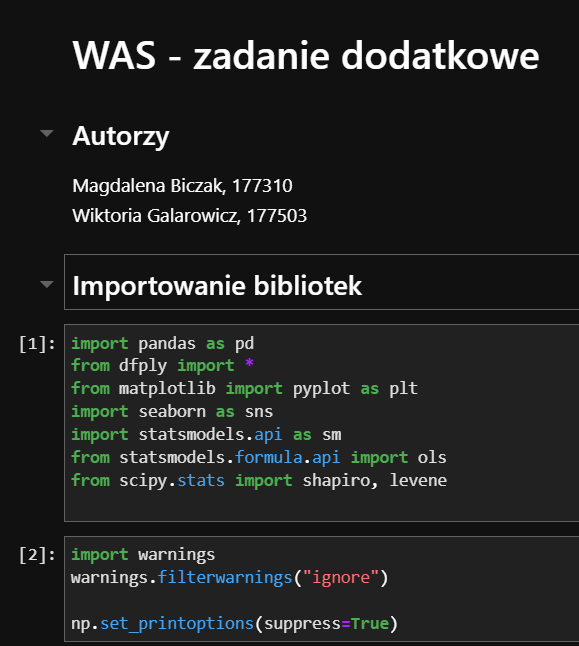 WAS - zadanie dodatkowe
Autorzy
Magdalena Biczak, 177310
Wiktoria Galarowicz, 177503
Importowanie bibliotek
[1]: import pandas as pd
from dfply import *
from matplotlib import pyplot as plt
import seaborn as sns
import statsmodels.api as sm
from statsmodels.formula.api import ols
from scipy.stats import shapiro, levene
[2]: import warnings
warnings.filterwarnings("ignore")
np.set_printoptions(suppress=True)